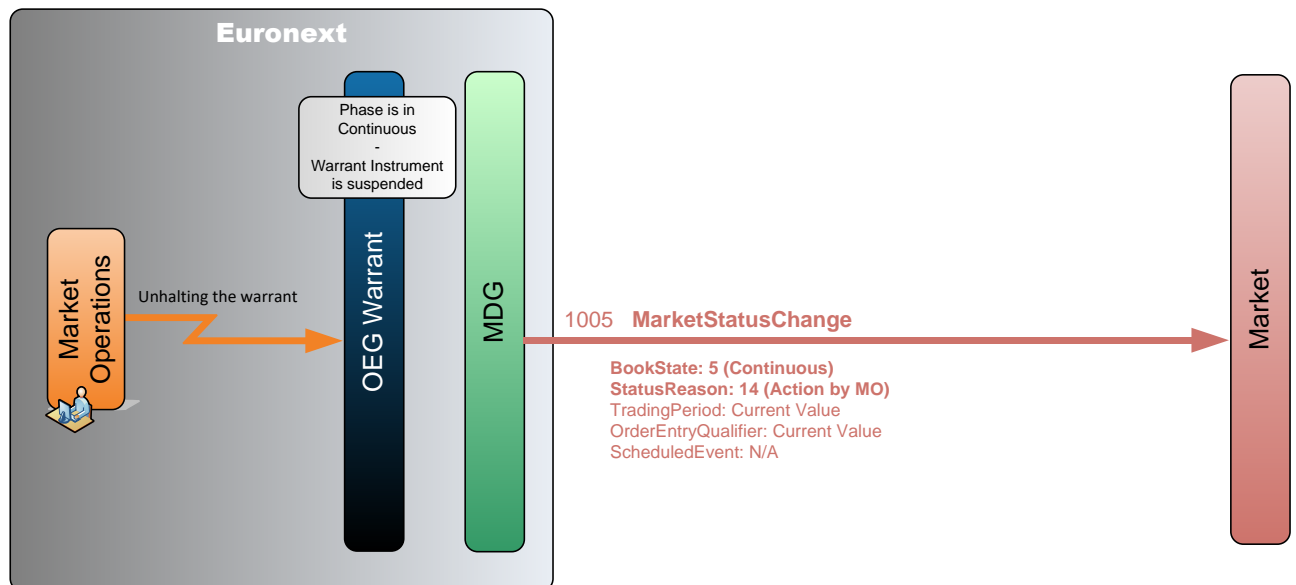 Euronext
Phase is in
Continuous
-
Warrant Instrument
is suspended
Market
Operations
Unhalting the warrant
OEG Warrant
MDG
1005 MarketStatusChange
BookState: 5 (Continuous)
StatusReason: 14 (Action by MO)
TradingPeriod: Current Value
OrderEntryQualifier: Current Value
ScheduledEvent: N/A
Market